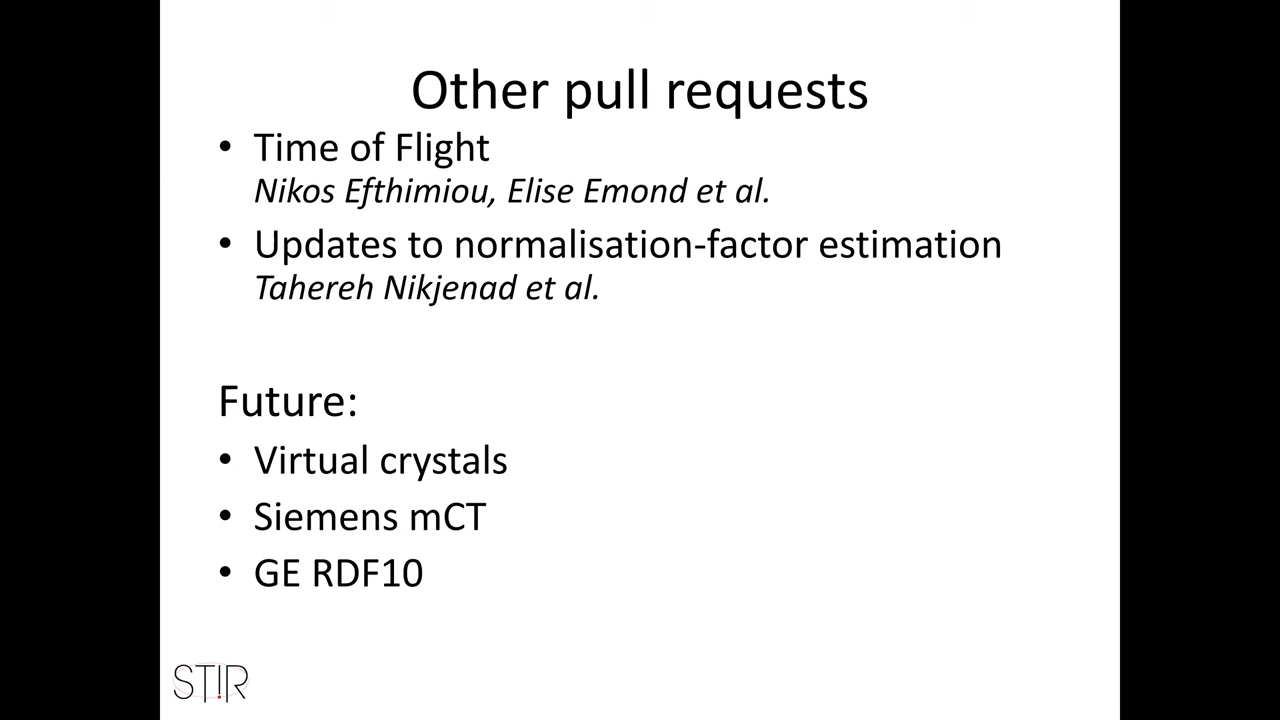 Other pull requests
• Time of Flight
Nikos Efthimiou, Elise Emond et al.
• Updates to normalisation-factor estimation
Tahereh Nikjenad et al.
Future:
• Virtual crystals
• Siemens mCT
• GE RDF10
STIR